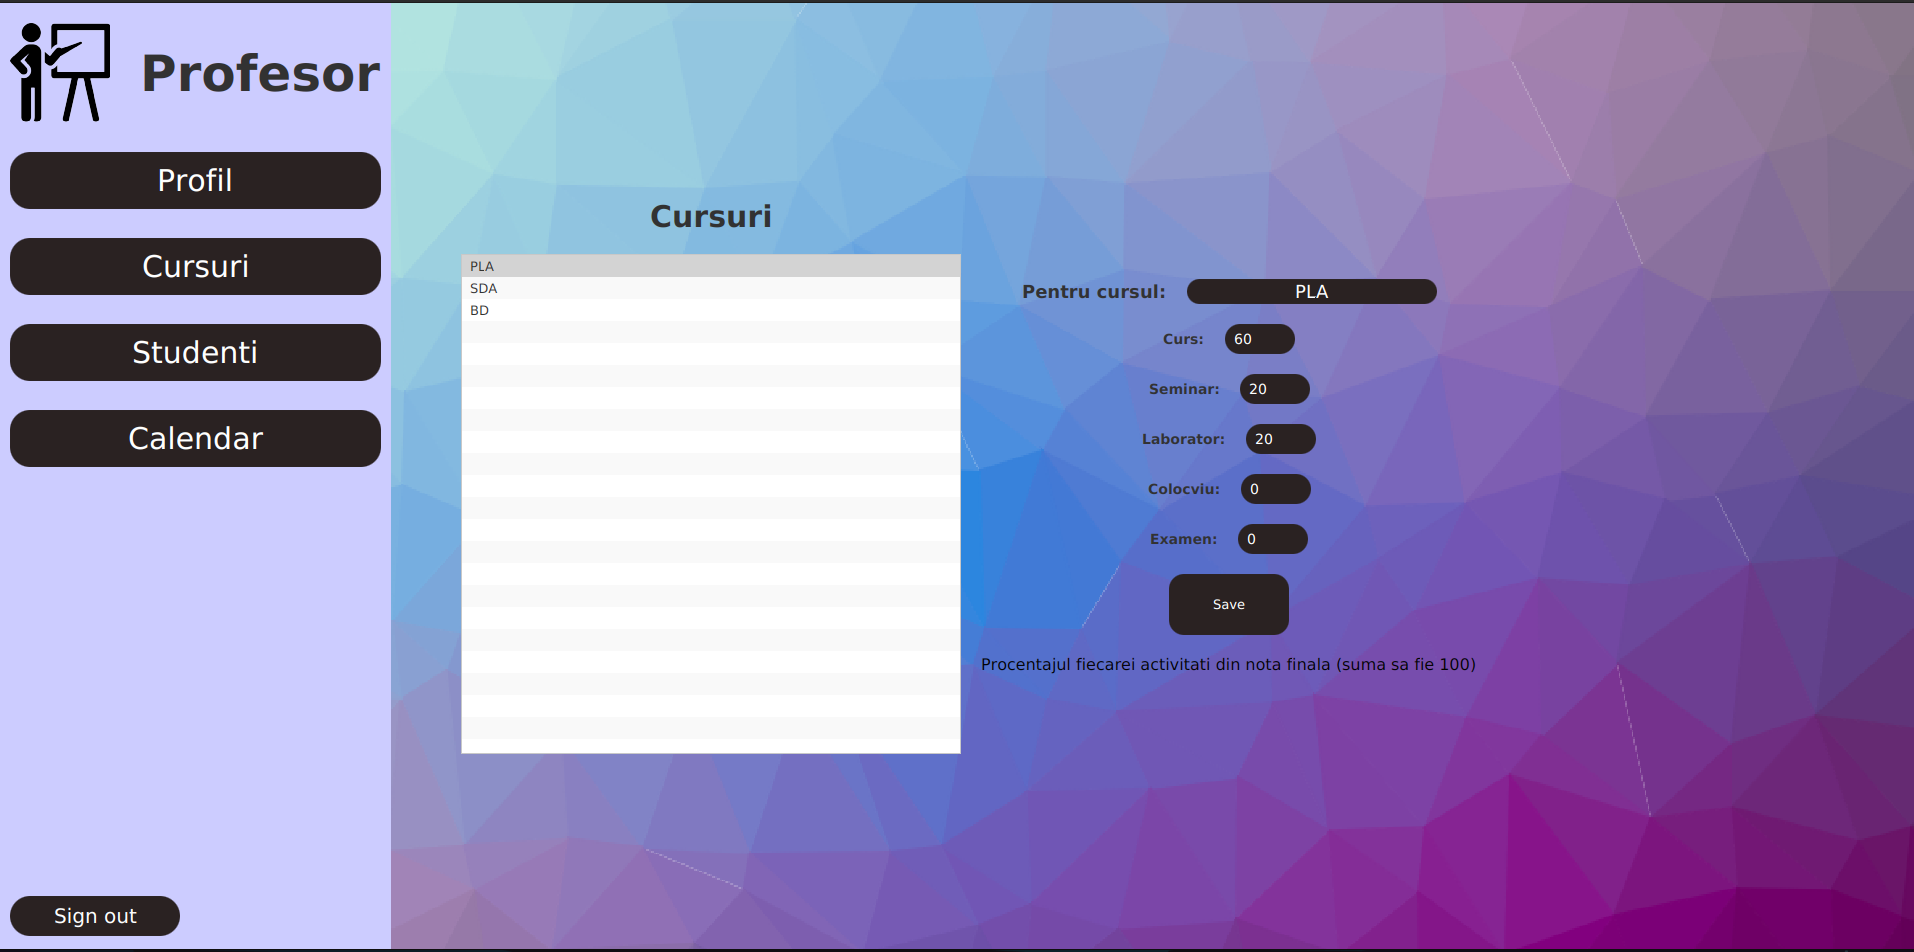 Profesor
Profil
Cursuri
Studenti
Calendar
Sign out
Cursuri
PLA
SDA
BD
Pentru cursul: PLA
Curs: 60
Seminar: 20
Laborator: 20
Colocviu: 0
Examen: 0
Save
Procentajul fiecarei activitati din nota finala (suma sa fie 100)